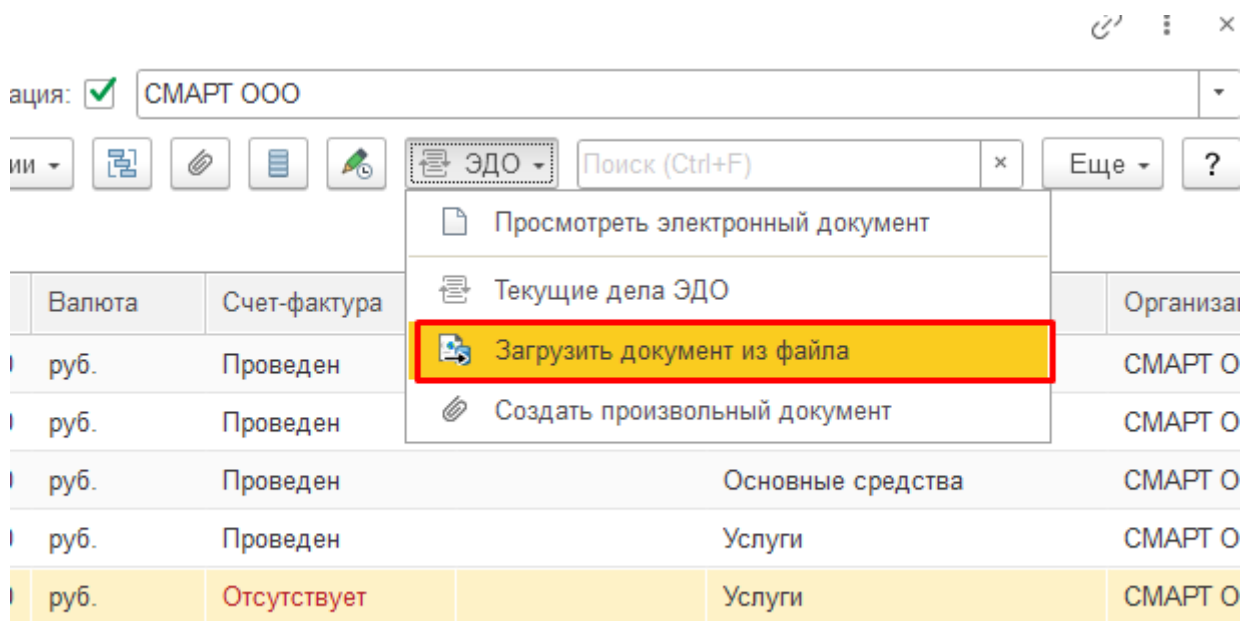 ация: СМАРТ ООО
ии ЭДО Поиск (Ctrl+F) × Еще ?
Просмотреть электронный документ
Текущие дела ЭДО
Валюта Счет-фактура Организа
Загрузить документ из файла
руб. Проведен СМАРТ О
Создать произвольный документ
руб. Проведен СМАРТ О
руб. Проведен Основные средства СМАРТ О
руб. Проведен Услуги СМАРТ О
руб. Отсутствует Услуги СМАРТ О